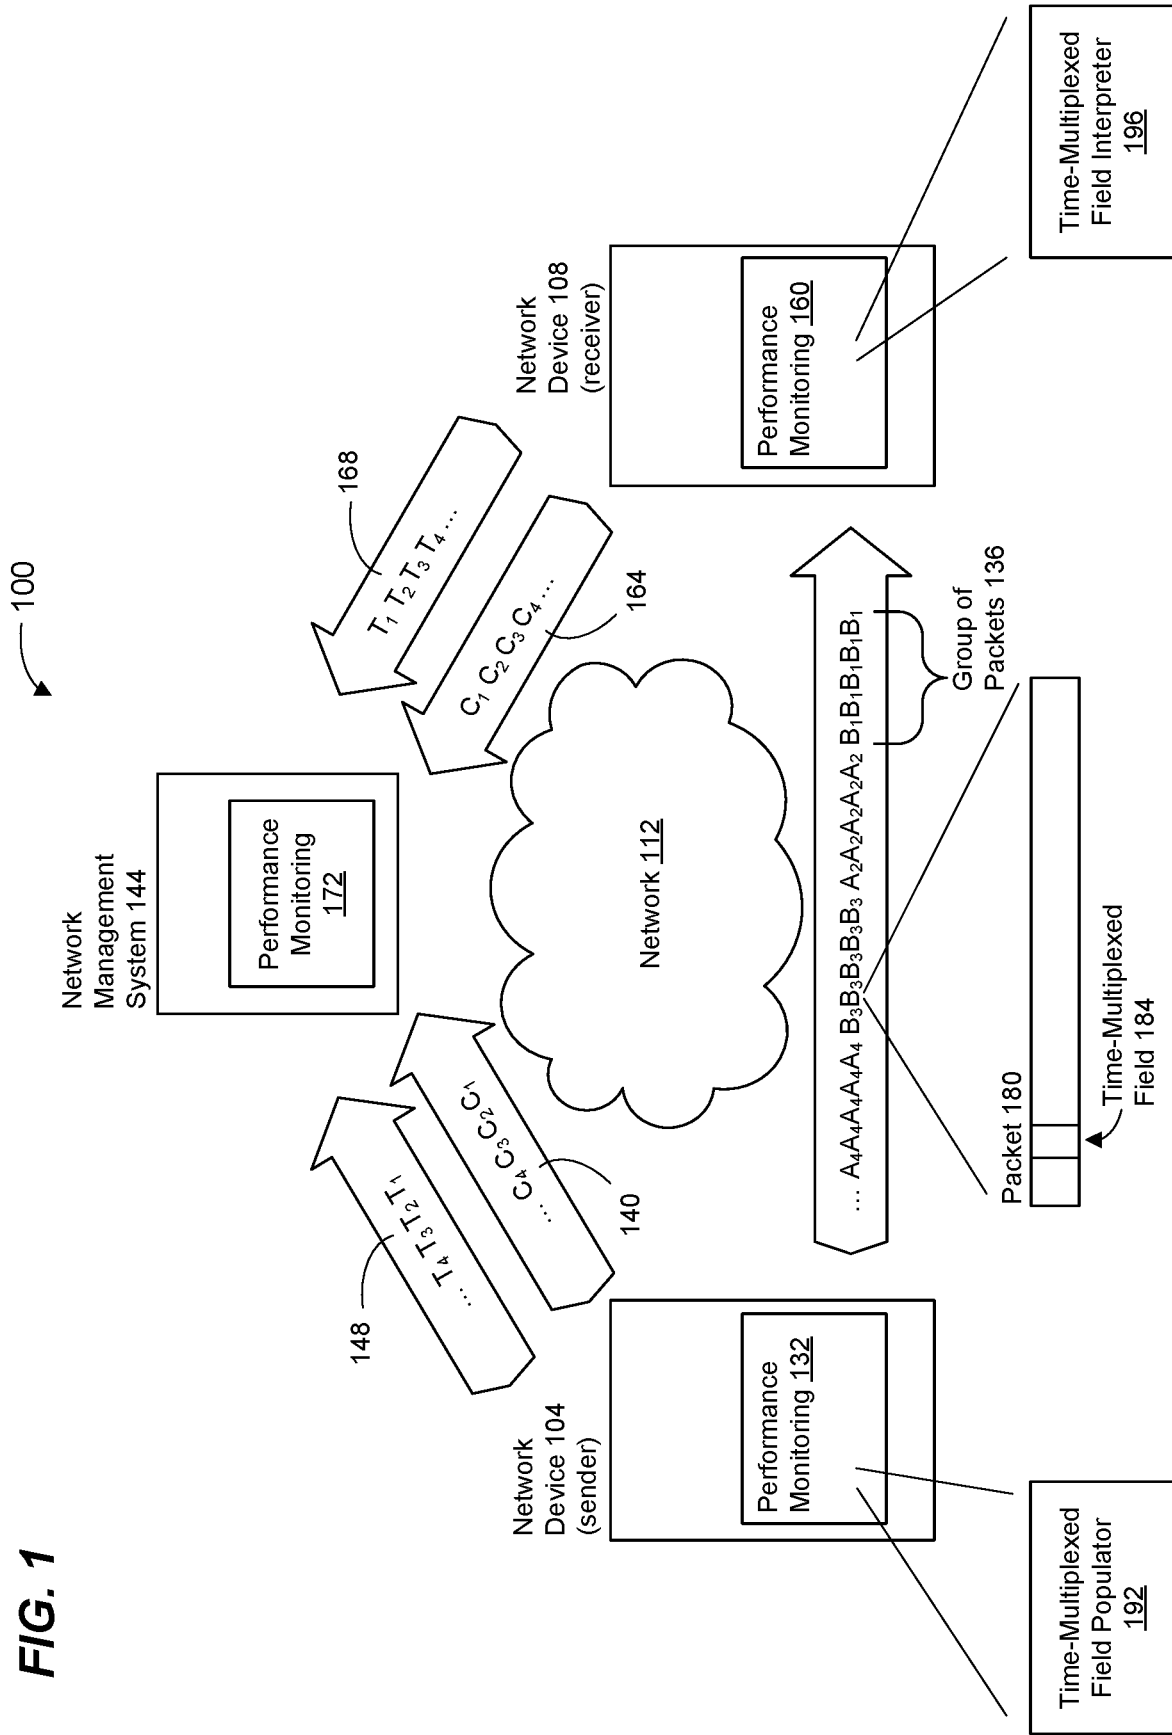 FIG. 1
100
Network
Management
System 144
Performance
Monitoring
172
148
.... T₄ T₃ T₂ T₁
140
.... C₄ C₃ C₂ C₁
168
T₁ T₂ T₃ T₄ ...
164
C₁ C₂ C₃ C₄ ...
Network 112
Network
Device 104
(sender)
Performance
Monitoring 132
Network
Device 108
(receiver)
Performance
Monitoring 160
... A₄A₄A₄A₄A₄ B₃B₃B₃B₃B₃ A₂A₂A₂A₂A₂ B₁B₁B₁B₁B₁
Group of
Packets 136
Packet 180
Time-Multiplexed
Field 184
Time-Multiplexed
Field Populator
192
Time-Multiplexed
Field Interpreter
196